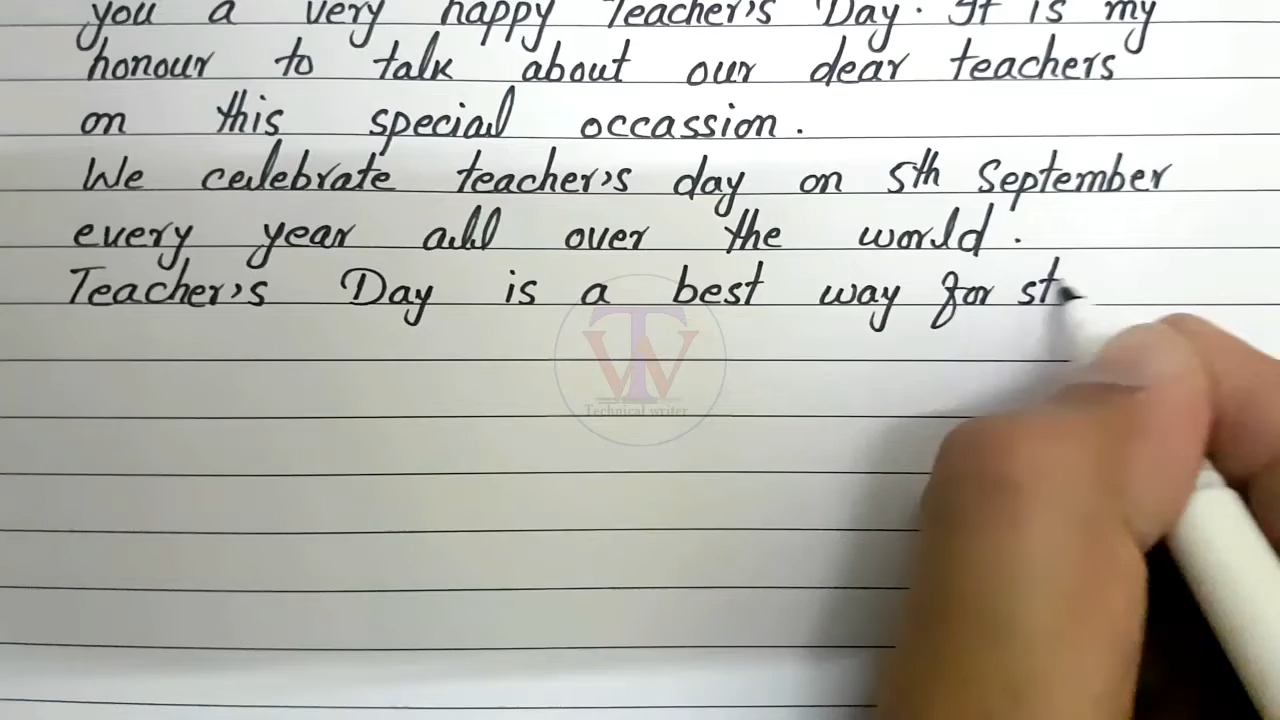 you a very happy Teacher's Day. It is my
honour to talk about our dear teachers
on this special occassion.
We celebrate teacher's day on 5th September
every year all over the world.
Teacher's Day is a best way for st
TW
Technical writer